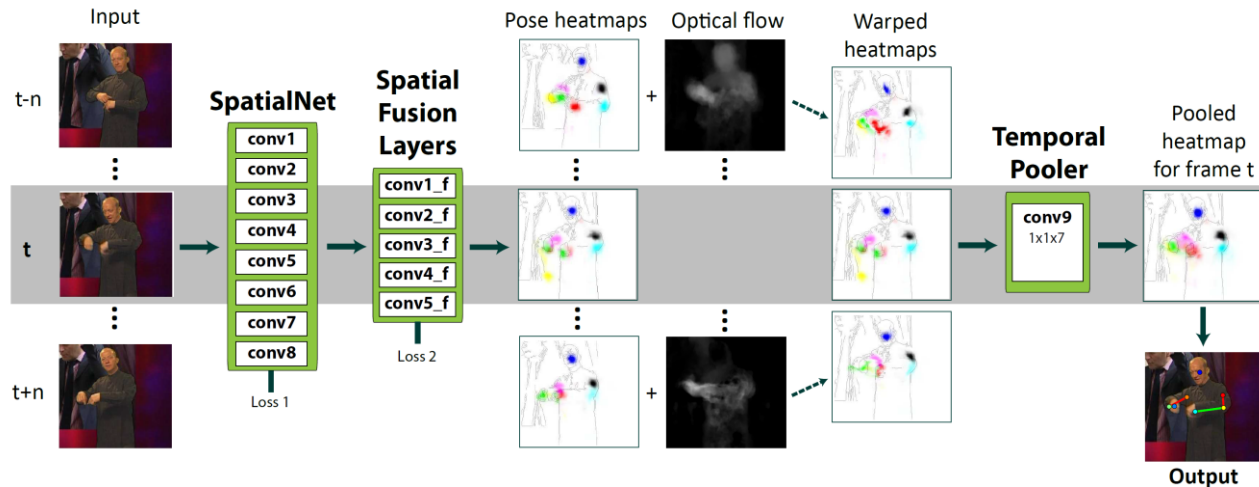 Input
t-n
t
t+n
SpatialNet
conv1
conv2
conv3
conv4
conv5
conv6
conv7
conv8
Loss 1
Spatial
Fusion
Layers
conv1_f
conv2_f
conv3_f
conv4_f
conv5_f
Loss 2
Pose heatmaps
+
+
Optical flow
Warped
heatmaps
Temporal
Pooler
conv9
1x1x7
Pooled
heatmap
for frame t
Output